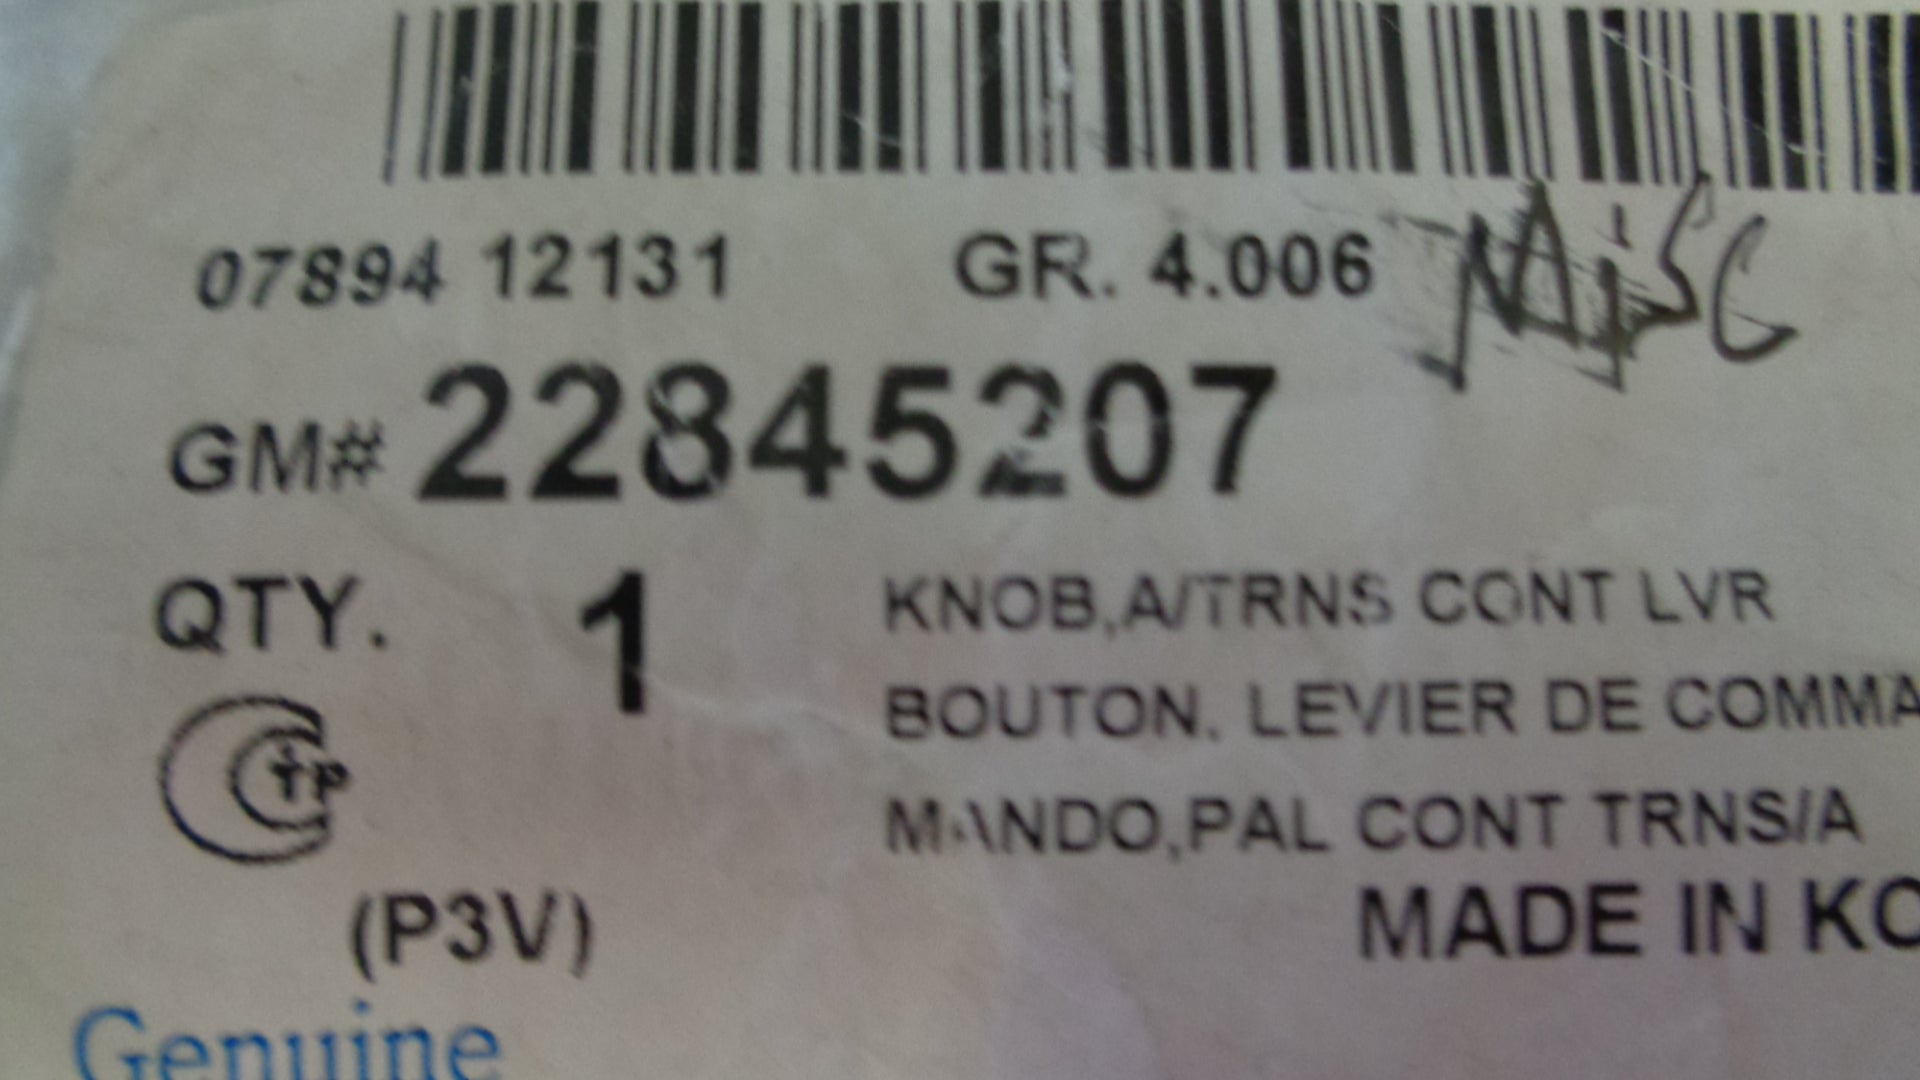 07894 12131 GR. 4.006 Misc
GM# 22845207
QTY. 1 KNOB,A/TRNS CONT LVR
BOUTON. LEVIER DE COMMA
MANDO,PAL CONT TRNS/A
(P3V) MADE IN KO
Genuine